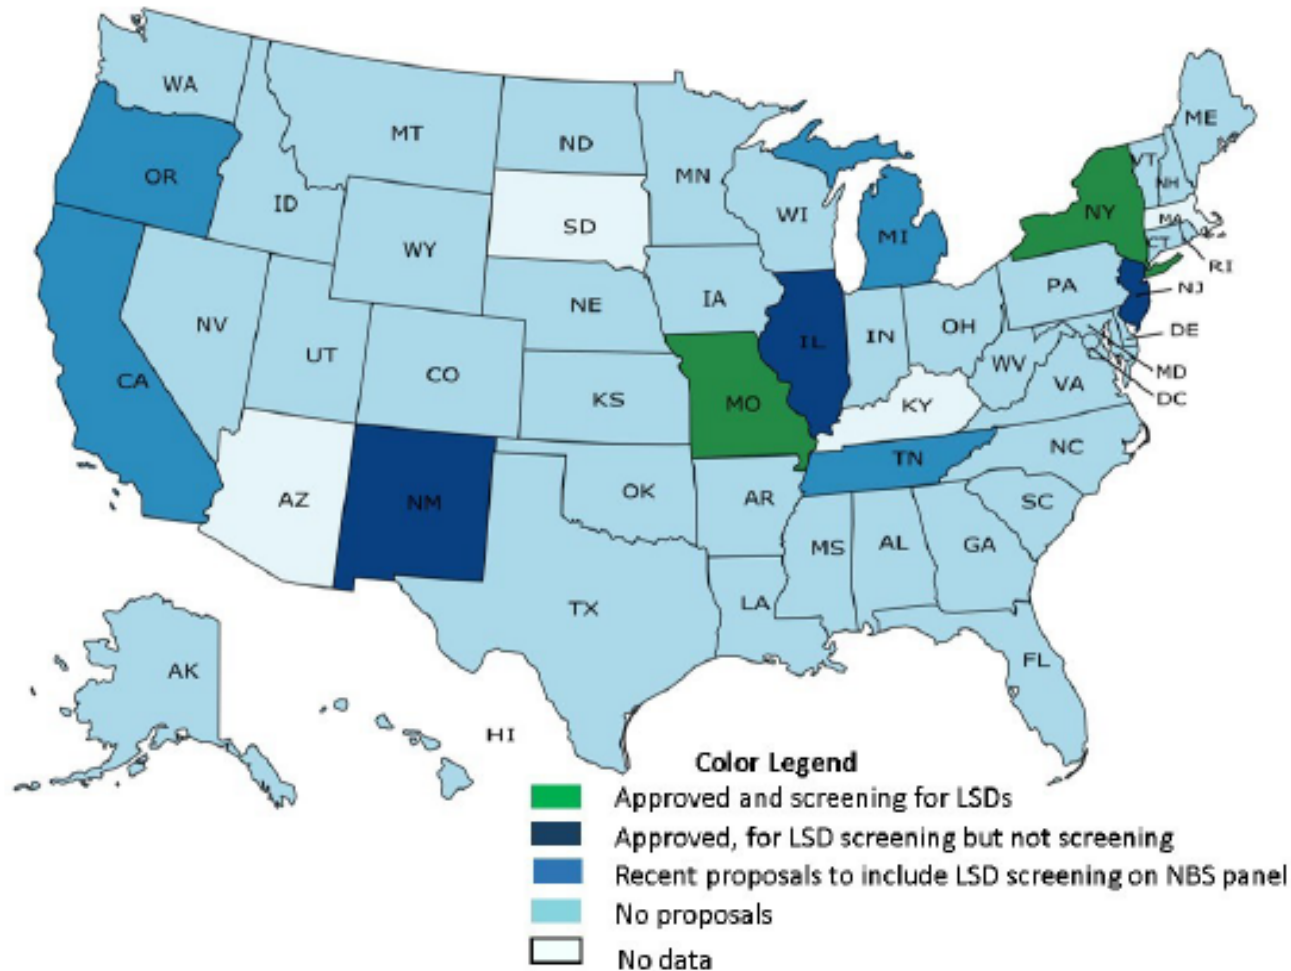 WA
MT
ND
MN
ME
OR
ID
SD
WI
MI
NY
VT
NH
MA
CT
RI
WY
IA
NE
PA
NJ
NV
UT
CO
IL
IN
OH
DE
CA
KS
MO
WV
VA
MD
DC
KY
AZ
NM
OK
AR
TN
NC
SC
MS
AL
GA
TX
LA
FL
AK
HI
Color Legend
Approved and screening for LSDs
Approved, for LSD screening but not screening
Recent proposals to include LSD screening on NBS panel
No proposals
No data